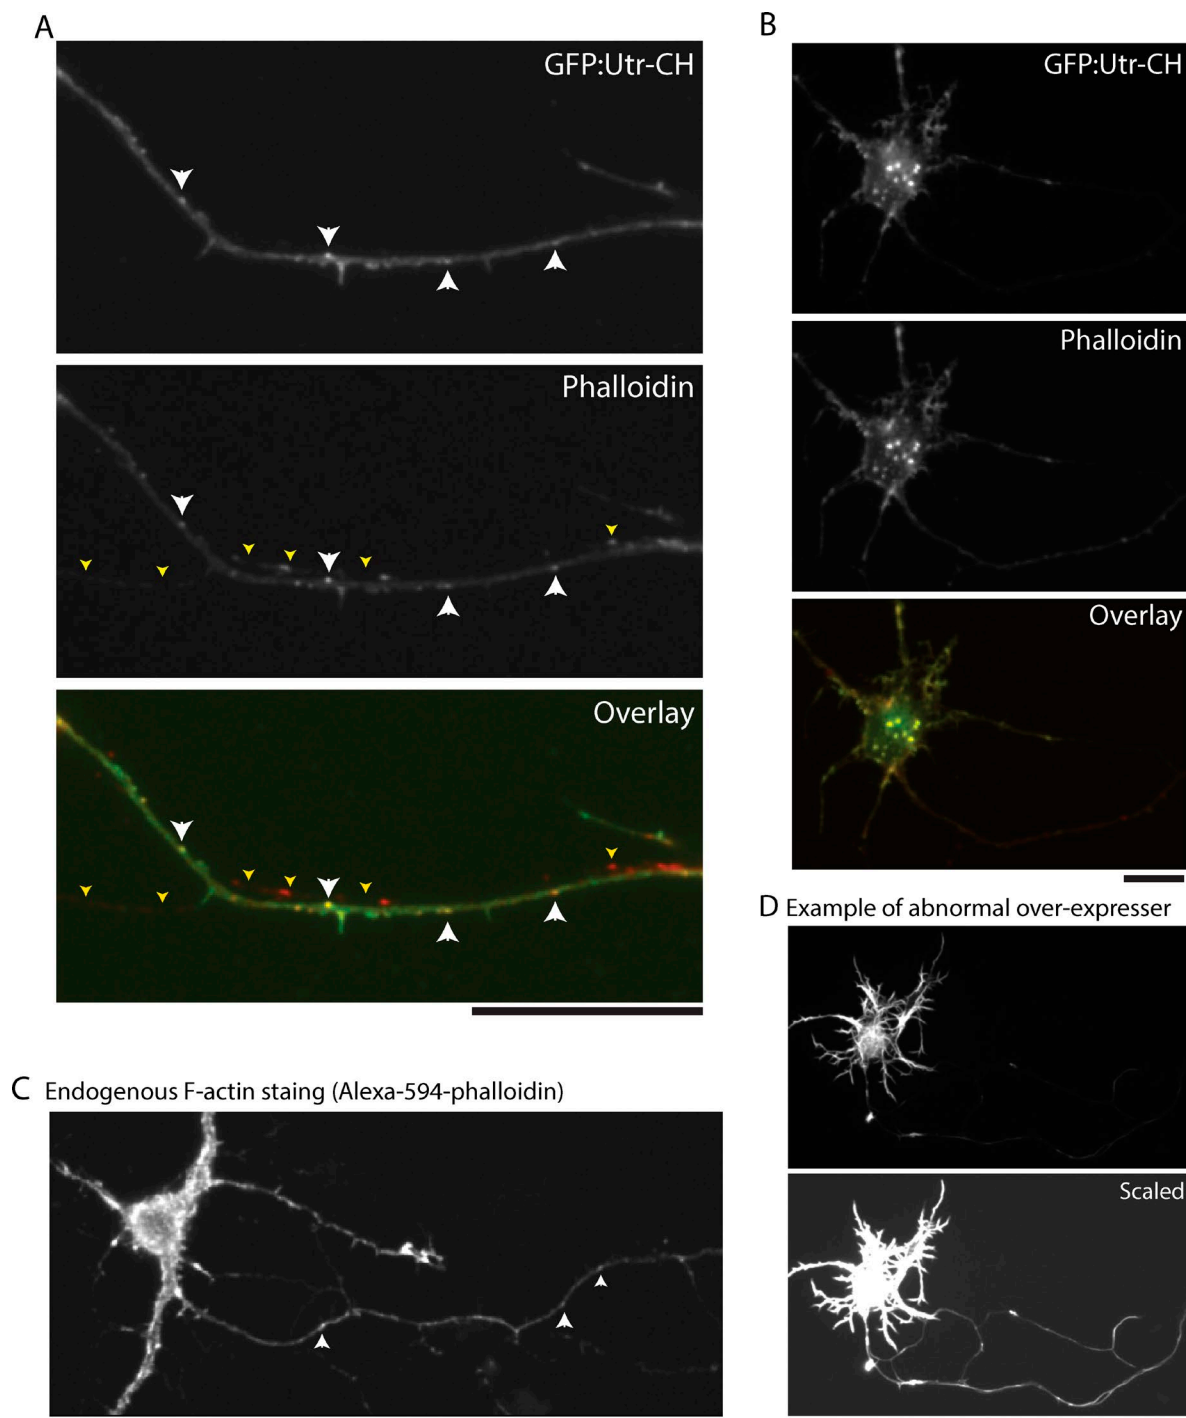 A
GFP:Utr-CH
Phalloidin
Overlay
B
GFP:Utr-CH
Phalloidin
Overlay
C Endogenous F-actin staing (Alexa-594-phalloidin)
D Example of abnormal over-expresser
Scaled